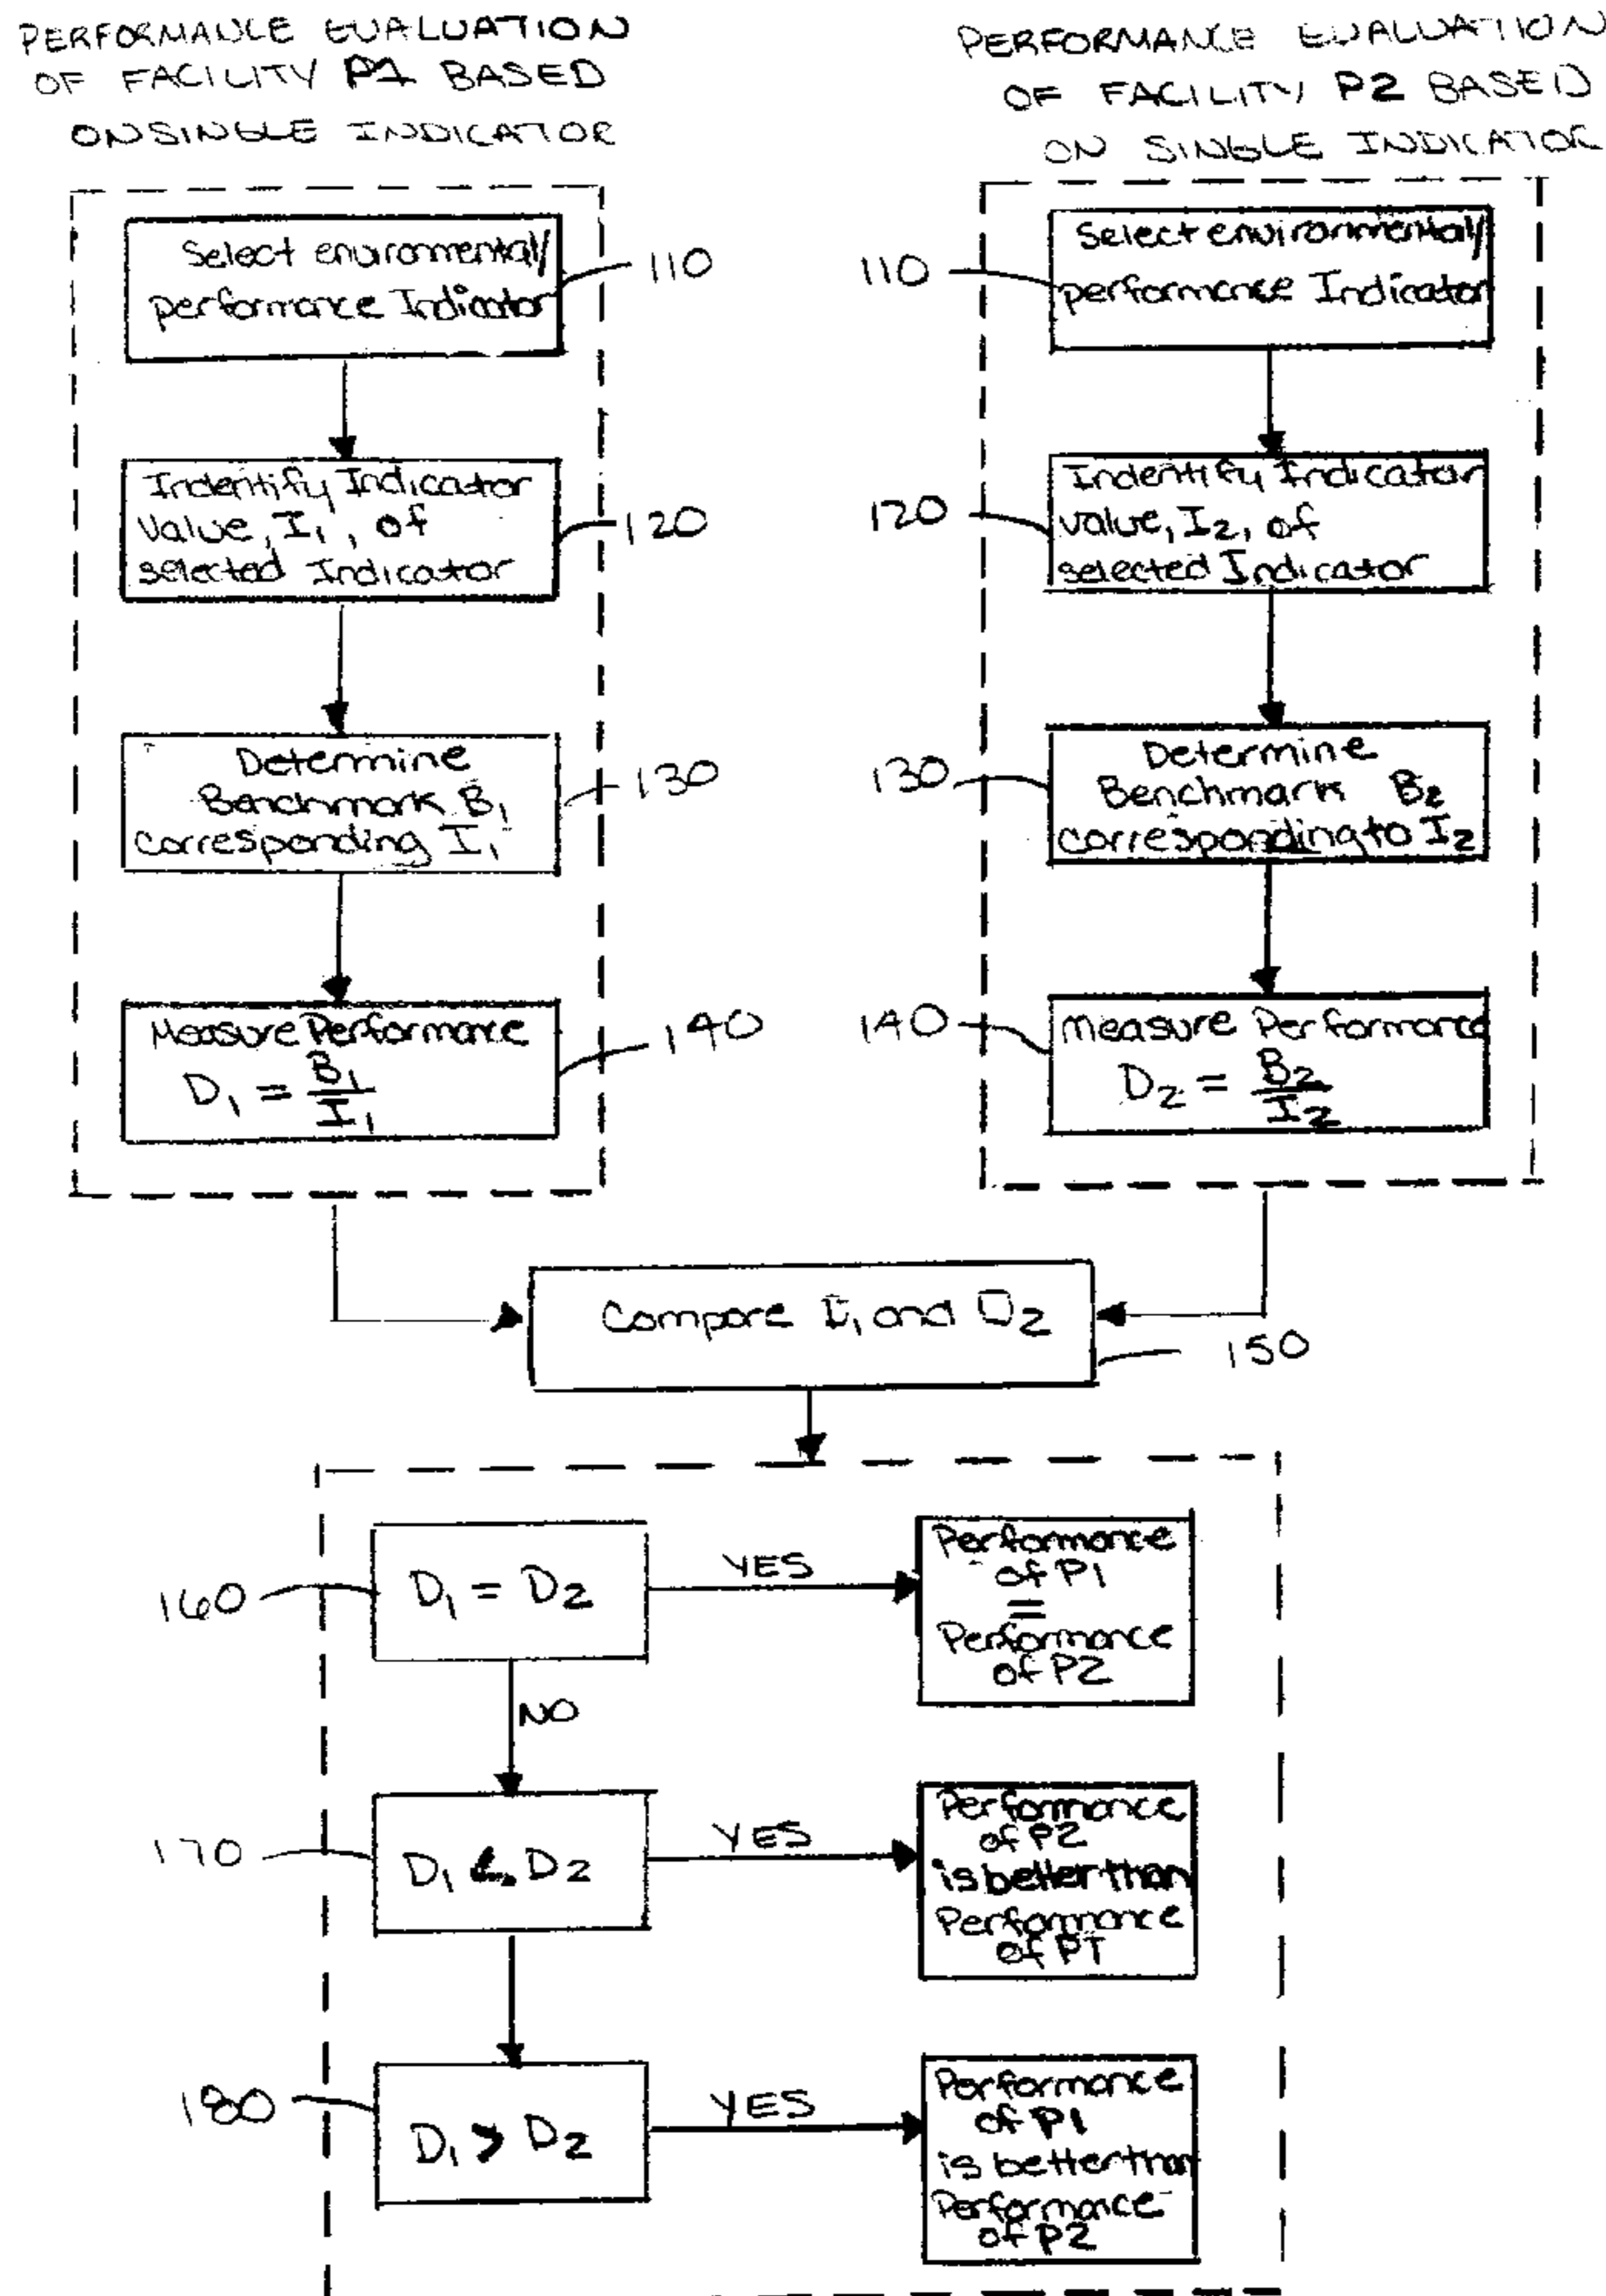 PERFORMANCE EVALUATION
OF FACILITY P1 BASED
ON SINGLE INDICATOR
Select environmental/
performance Indicator
110
Indentify Indicator
Value, I₁, of
selected Indicator
120
Determine
Benchmark B₁
corresponding I₁
130
Measure Performance
D₁ = B₁
I₁
140
PERFORMANCE EVALUATION
OF FACILITY P2 BASED
ON SINGLE INDICATOR
110
Select environmental/
performance Indicator
120
Indentify Indicator
value, I₂, of
selected Indicator
130
Determine
Benchmark B₂
corresponding to I₂
140
Measure Performance
D₂ = B₂
I₂
Compare D₁ and D₂
150
160
D₁ = D₂
YES
Performance
of P1
=
Performance
of P2
NO
170
D₁ < D₂
YES
Performance
of P2
is better than
Performance
of P1
180
D₁ > D₂
YES
Performance
of P1
is better than
Performance
of P2